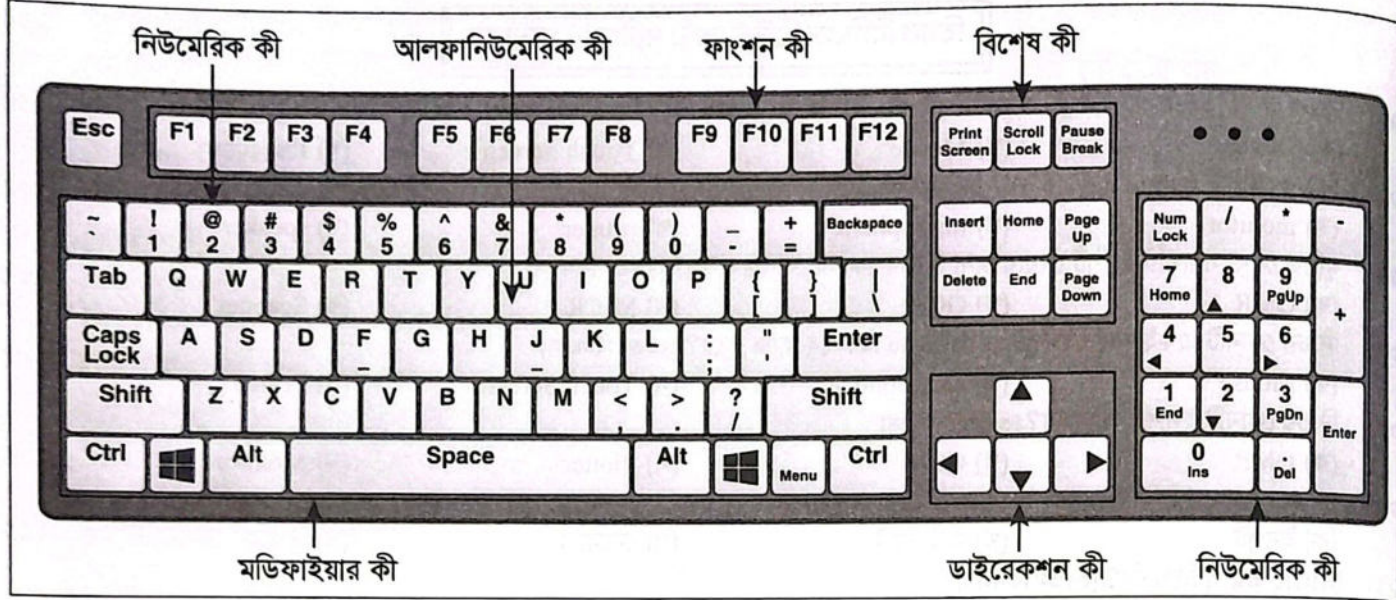 নিউমেরিক কী আলফানিউমেরিক কী ফাংশন কী বিশেষ কী
Esc F1 F2 F3 F4 F5 F6 F7 F8 F9 F10 F11 F12 Print Screen Scroll Lock Pause Break
~ ` ! 1 @ 2 # 3 $ 4 % 5 ^ 6 & 7 * 8 ( 9 ) 0 _ - + = Backspace Insert Home Page Up Num Lock / * -
Tab Q W E R T Y U I O P { [ } ] | \ Delete End Page Down 7 Home 8 ▲ 9 PgUp +
Caps Lock A S D F _ G H J _ K L : ; " ' Enter 4 ◀ 5 6 ▶
Shift Z X C V B N M < , > . ? / Shift ▲ 1 End 2 ▼ 3 PgDn Enter
Ctrl Alt Space Alt Menu Ctrl ◀ ▼ ▶ 0 Ins . Del
মডিফাইয়ার কী ডাইরেকশন কী নিউমেরিক কী